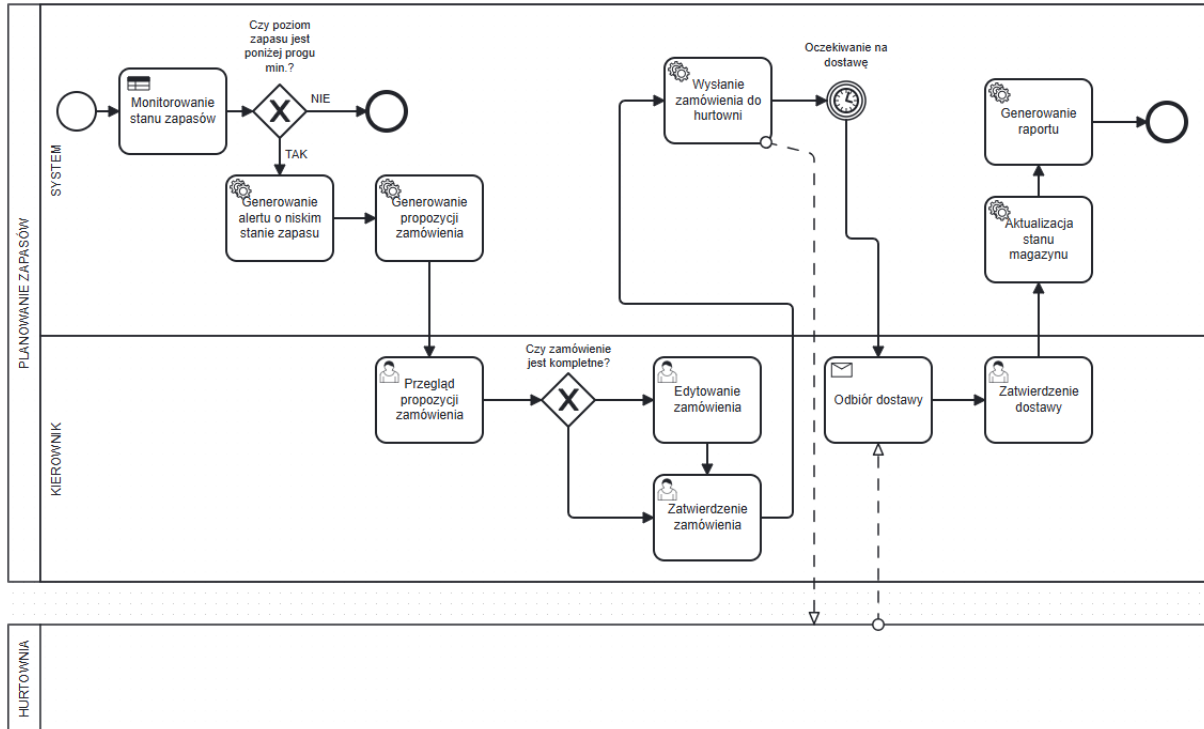 PLANOWANIE ZAPASÓW
SYSTEM
Monitorowanie
stanu zapasów
Czy poziom
zapasu jest
poniżej progu
min.?
NIE
TAK
Generowanie
alertu o niskim
stanie zapasu
Generowanie
propozycji
zamówienia
Wysłanie
zamówienia do
hurtowni
Oczekiwanie na
dostawę
Generowanie
raportu
Aktualizacja
stanu
magazynu
KIEROWNIK
Przegląd
propozycji
zamówienia
Czy zamówienie
jest kompletne?
Edytowanie
zamówienia
Zatwierdzenie
zamówienia
Odbiór dostawy
Zatwierdzenie
dostawy
HURTOWNIA